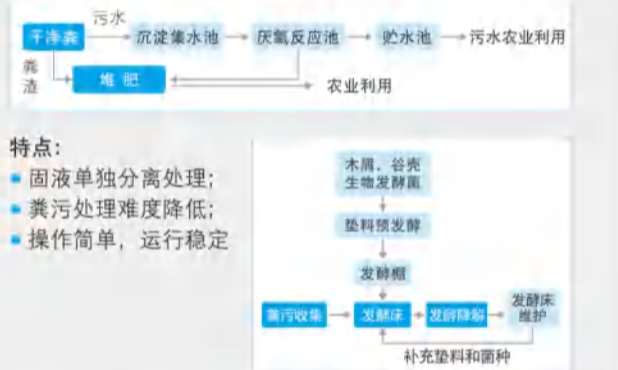 污水
干净粪
沉淀集水池
厌氧反应池
贮水池
污水农业利用
粪
渣
堆 肥
农业利用
特点:
固液单独分离处理;
粪污处理难度降低;
操作简单，运行稳定
木屑、谷壳
生物发酵菌
垫料预发酵
发酵棚
粪污收集
发酵床
发酵降解
发酵床
维护
补充垫料和菌种